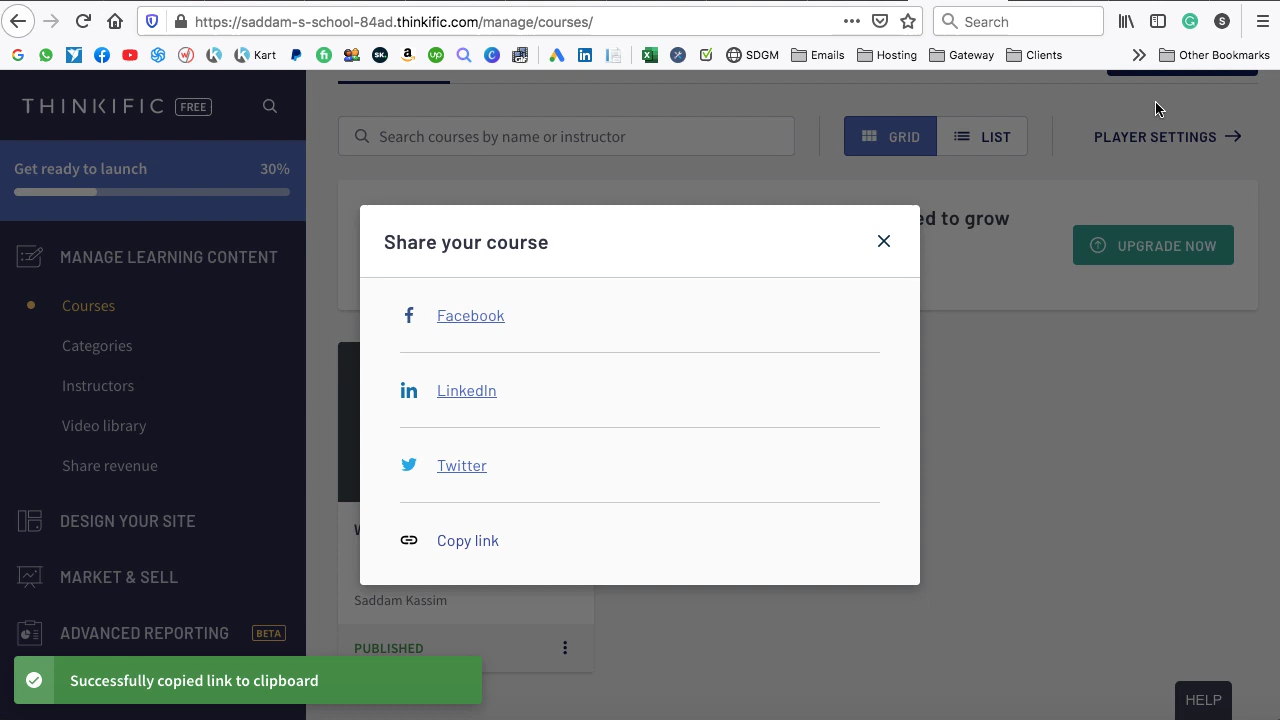 https://saddam-s-school-84ad.thinkific.com/manage/courses/
Search
Kart
SDGM
Emails
Hosting
Gateway
Clients
Other Bookmarks
THINKIFIC FREE
Search courses by name or instructor
GRID
LIST
PLAYER SETTINGS
Get ready to launch 30%
ed to grow
UPGRADE NOW
Share your course
MANAGE LEARNING CONTENT
Courses
Categories
Instructors
Video library
Share revenue
DESIGN YOUR SITE
MARKET & SELL
ADVANCED REPORTING BETA
Facebook
LinkedIn
Twitter
Copy link
Saddam Kassim
PUBLISHED
Successfully copied link to clipboard
HELP